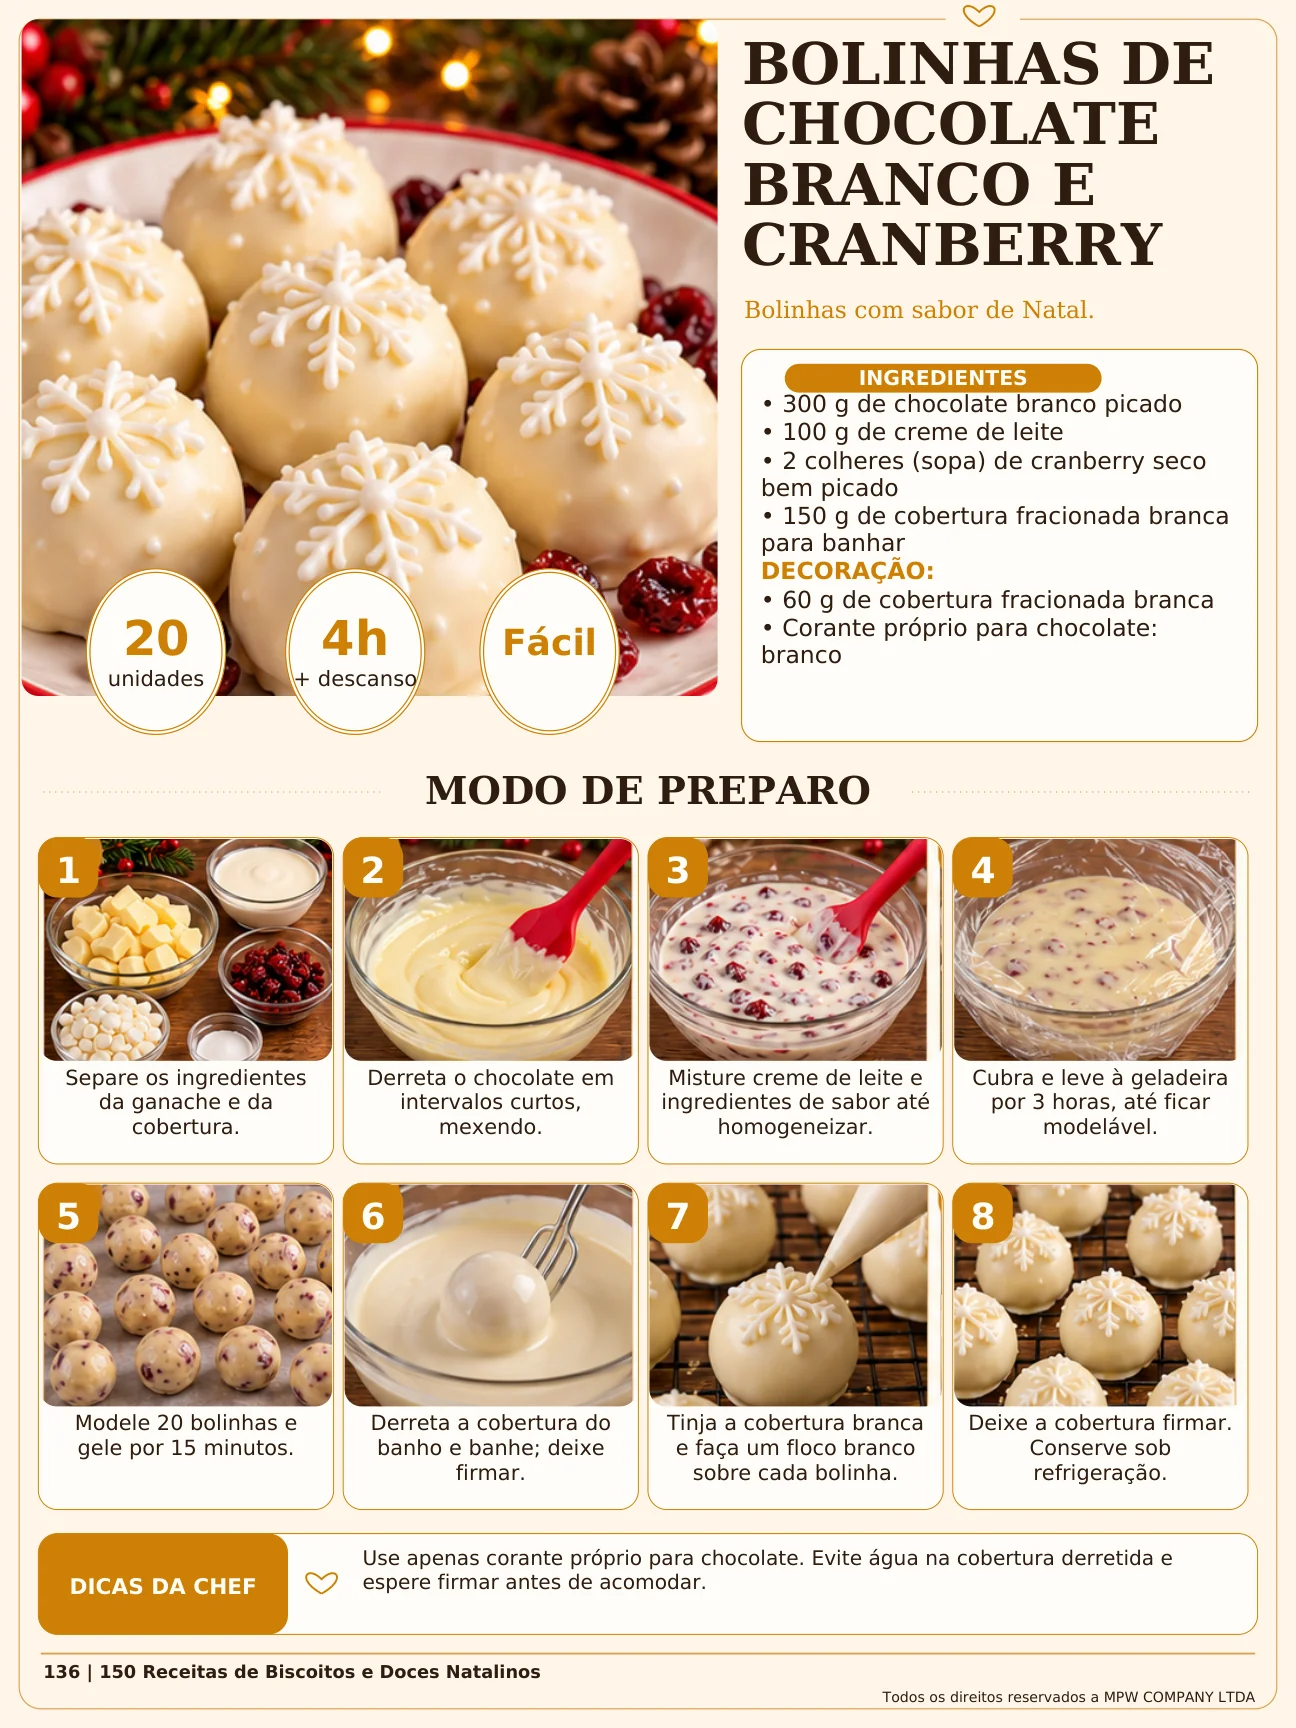 BOLINHAS DE
CHOCOLATE
BRANCO E
CRANBERRY
Bolinhas com sabor de Natal.
INGREDIENTES
• 300 g de chocolate branco picado
• 100 g de creme de leite
• 2 colheres (sopa) de cranberry seco
bem picado
• 150 g de cobertura fracionada branca
para banhar
DECORAÇÃO:
• 60 g de cobertura fracionada branca
• Corante próprio para chocolate:
branco
20
unidades
4h
+ descanso
Fácil
MODO DE PREPARO
1
Separe os ingredientes
da ganache e da
cobertura.
2
Derreta o chocolate em
intervalos curtos,
mexendo.
3
Misture creme de leite e
ingredientes de sabor até
homogeneizar.
4
Cubra e leve à geladeira
por 3 horas, até ficar
modelável.
5
Modele 20 bolinhas e
gele por 15 minutos.
6
Derreta a cobertura do
banho e banhe; deixe
firmar.
7
Tinja a cobertura branca
e faça um floco branco
sobre cada bolinha.
8
Deixe a cobertura firmar.
Conserve sob
refrigeração.
DICAS DA CHEF
Use apenas corante próprio para chocolate. Evite água na cobertura derretida e
espere firmar antes de acomodar.
136 | 150 Receitas de Biscoitos e Doces Natalinos
Todos os direitos reservados a MPW COMPANY LTDA